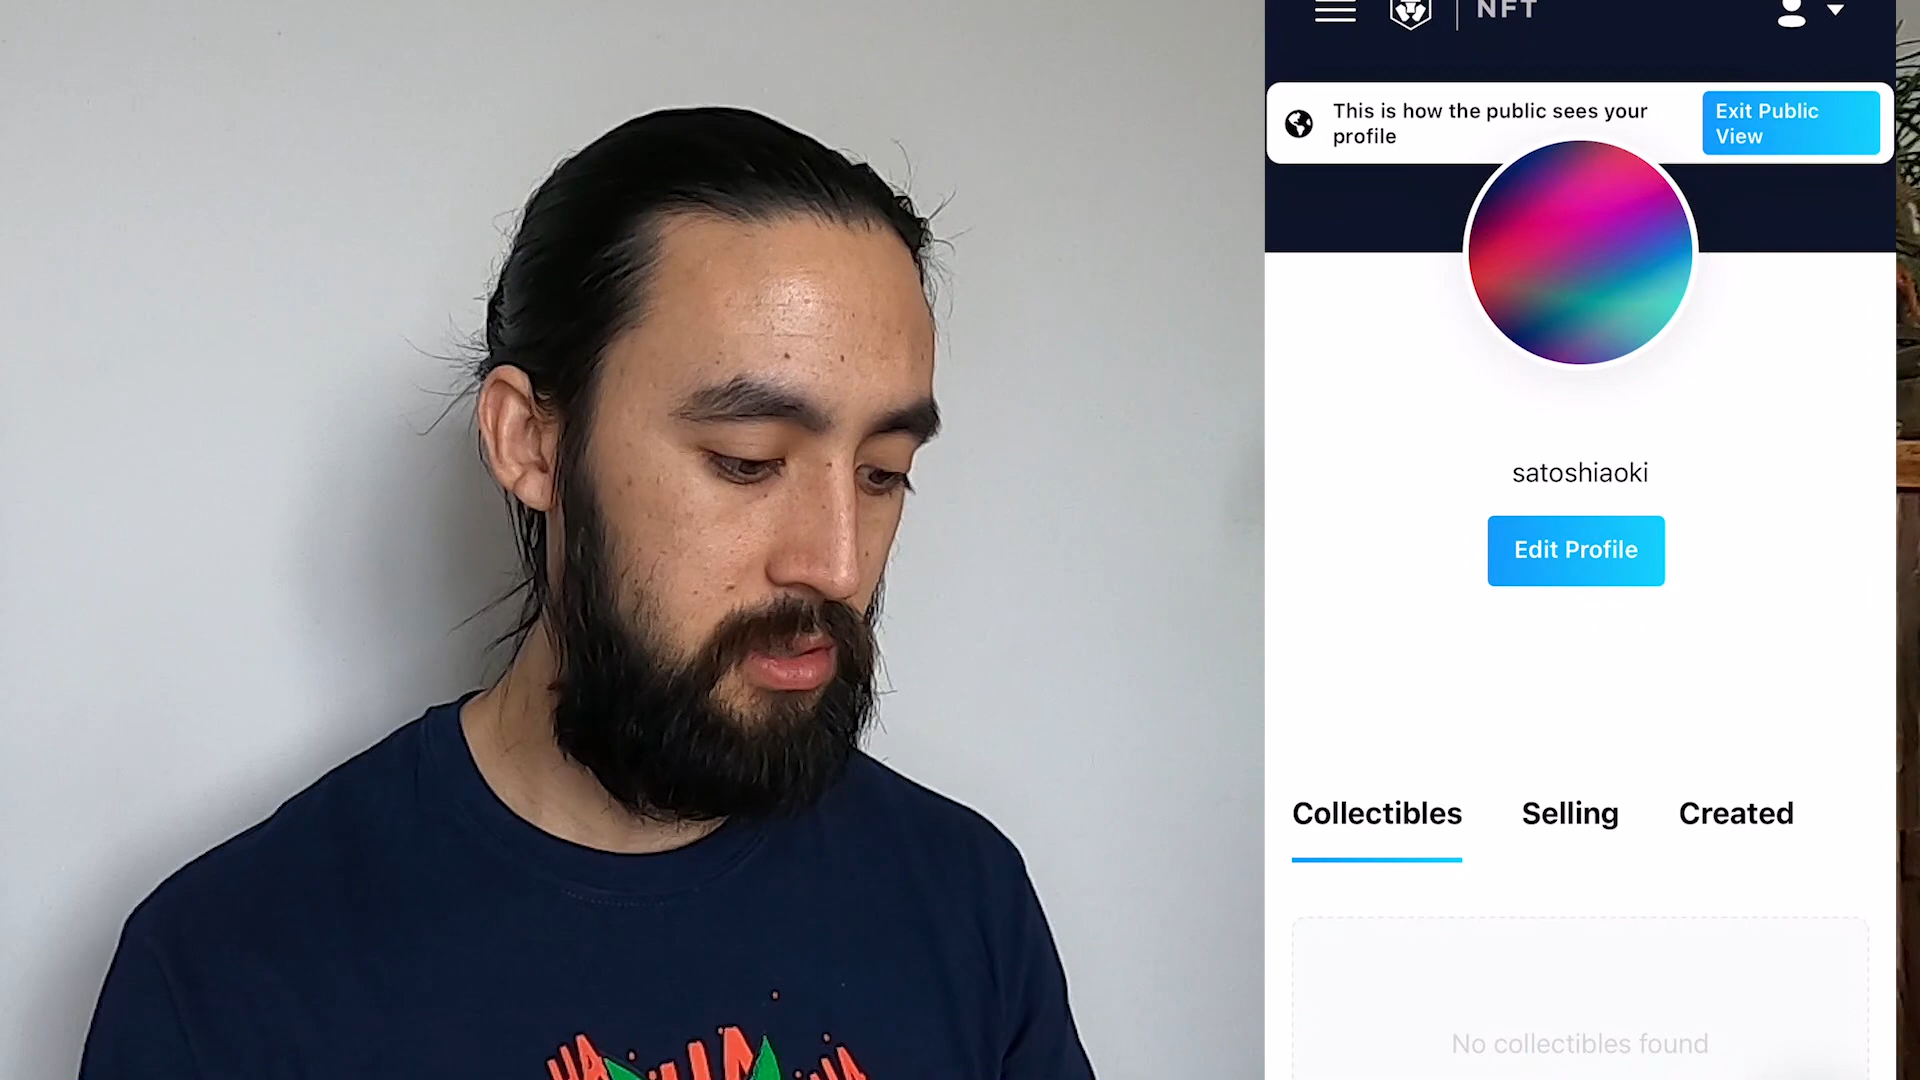 NFT
This is how the public sees your
profile
Exit Public
View
satoshiaoki
Edit Profile
Collectibles
Selling
Created
No collectibles found